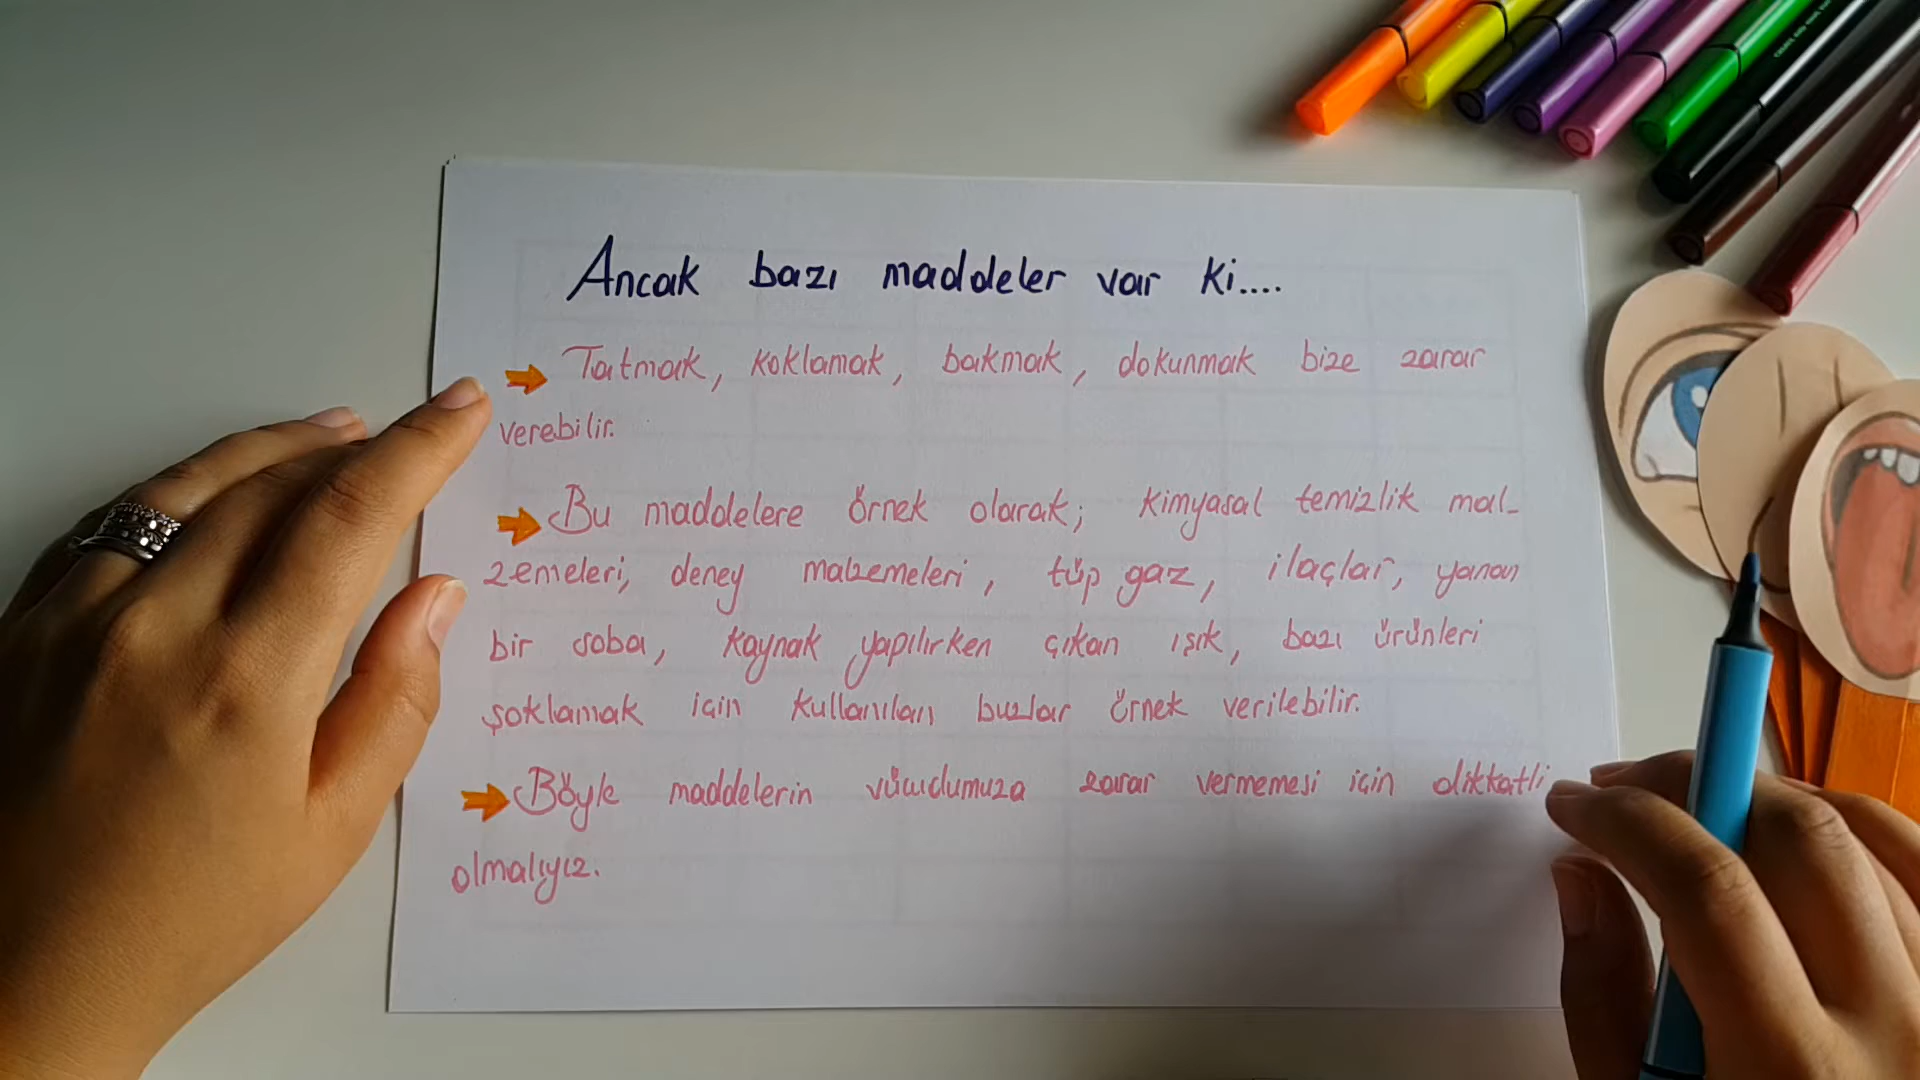 Ancak bazı maddeler var ki....
Tatmak, koklamak, bakmak, dokunmak bize zarar
verebilir.
Bu maddelere örnek olarak; kimyasal temizlik mal-
zemeleri, deney malzemeleri, tüp gaz, ilaçlar, yanan
bir soba, kaynak yapılırken çıkan ışık, bazı ürünleri
şoklamak için kullanılan buzlar örnek verilebilir.
Böyle maddelerin vücudumuza zarar vermemesi için dikkatli
olmalıyız.